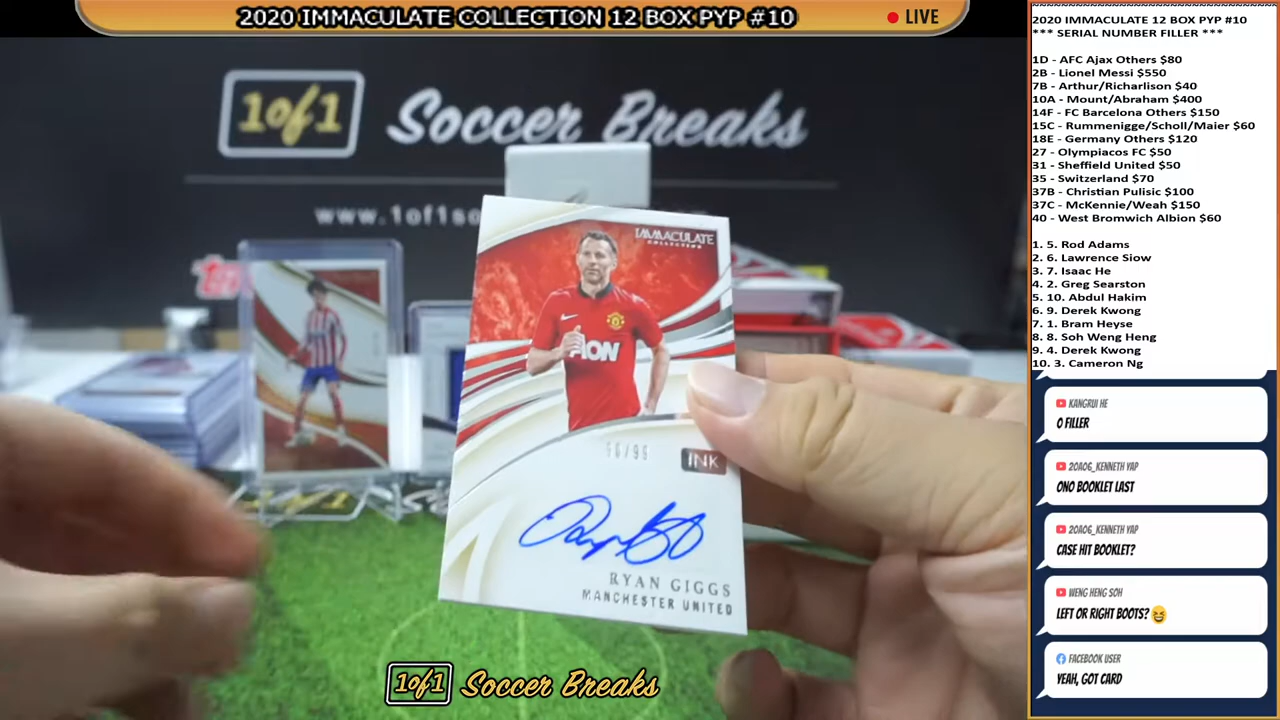 2020 IMMACULATE COLLECTION 12 BOX PYP #10
LIVE
1of1 Soccer Breaks
IMMACULATE
COLLECTION
AON
INK
RYAN GIGGS
MANCHESTER UNITED
1of1 Soccer Breaks
2020 IMMACULATE 12 BOX PYP #10
*** SERIAL NUMBER FILLER ***
1D - AFC Ajax Others $80
2B - Lionel Messi $550
7B - Arthur/Richarlison $40
10A - Mount/Abraham $400
14F - FC Barcelona Others $150
15C - Rummenigge/Scholl/Maier $60
18E - Germany Others $120
27 - Olympiacos FC $50
31 - Sheffield United $50
35 - Switzerland $70
37B - Christian Pulisic $100
37C - McKennie/Weah $150
40 - West Bromwich Albion $60
1. 5. Rod Adams
2. 6. Lawrence Siow
3. 7. Isaac He
4. 2. Greg Searston
5. 10. Abdul Hakim
6. 9. Derek Kwong
7. 1. Bram Heyse
8. 8. Soh Weng Heng
9. 4. Derek Kwong
10. 3. Cameron Ng
KANGRUI HE
O FILLER
20A06_KENNETH YAP
ONO BOOKLET LAST
20A06_KENNETH YAP
CASE HIT BOOKLET?
WENG HENG SOH
LEFT OR RIGHT BOOTS?
FACEBOOK USER
YEAH, GOT CARD